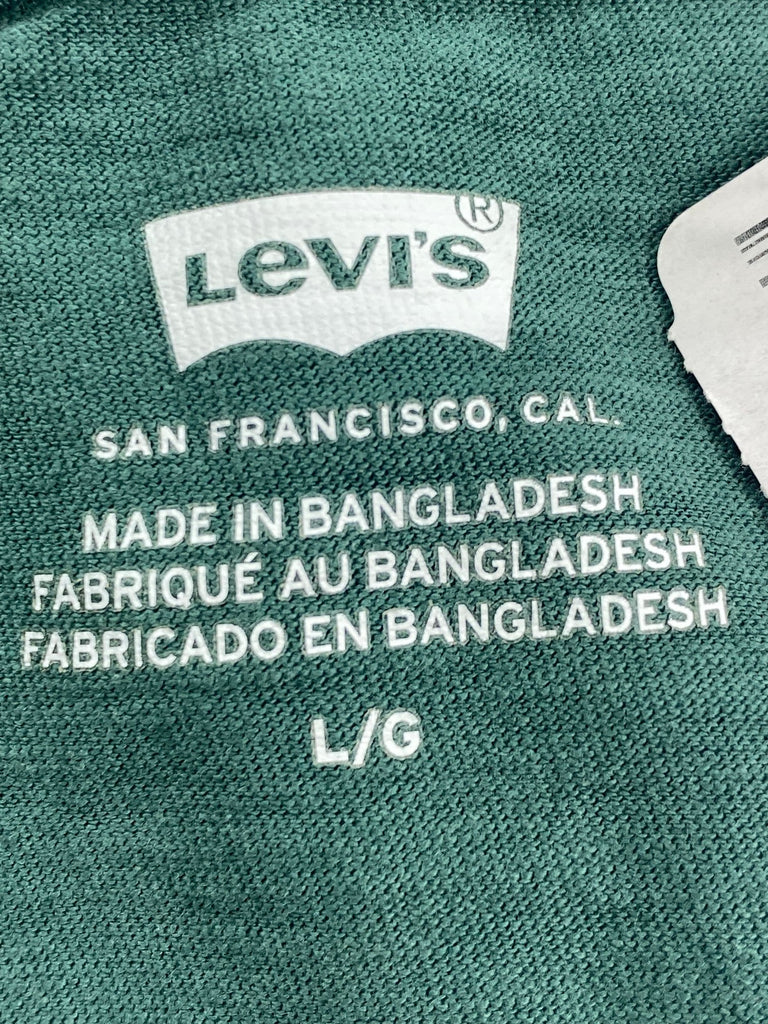 Levi's®
SAN FRANCISCO, CAL.
MADE IN BANGLADESH
FABRIQUÉ AU BANGLADESH
FABRICADO EN BANGLADESH
L/G